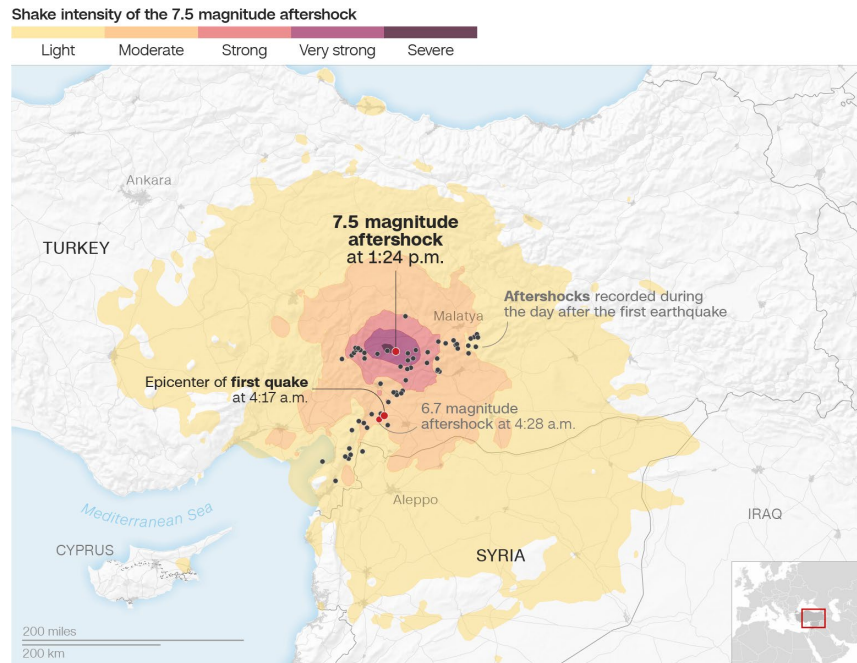 Shake intensity of the 7.5 magnitude aftershock
Light
Moderate
Strong
Very strong
Severe
Ankara
TURKEY
7.5 magnitude
aftershock
at 1:24 p.m.
Malatya
Aftershocks recorded during
the day after the first earthquake
Epicenter of first quake
at 4:17 a.m.
6.7 magnitude
aftershock at 4:28 a.m.
Aleppo
Mediterranean Sea
IRAQ
CYPRUS
SYRIA
200 miles
200 km